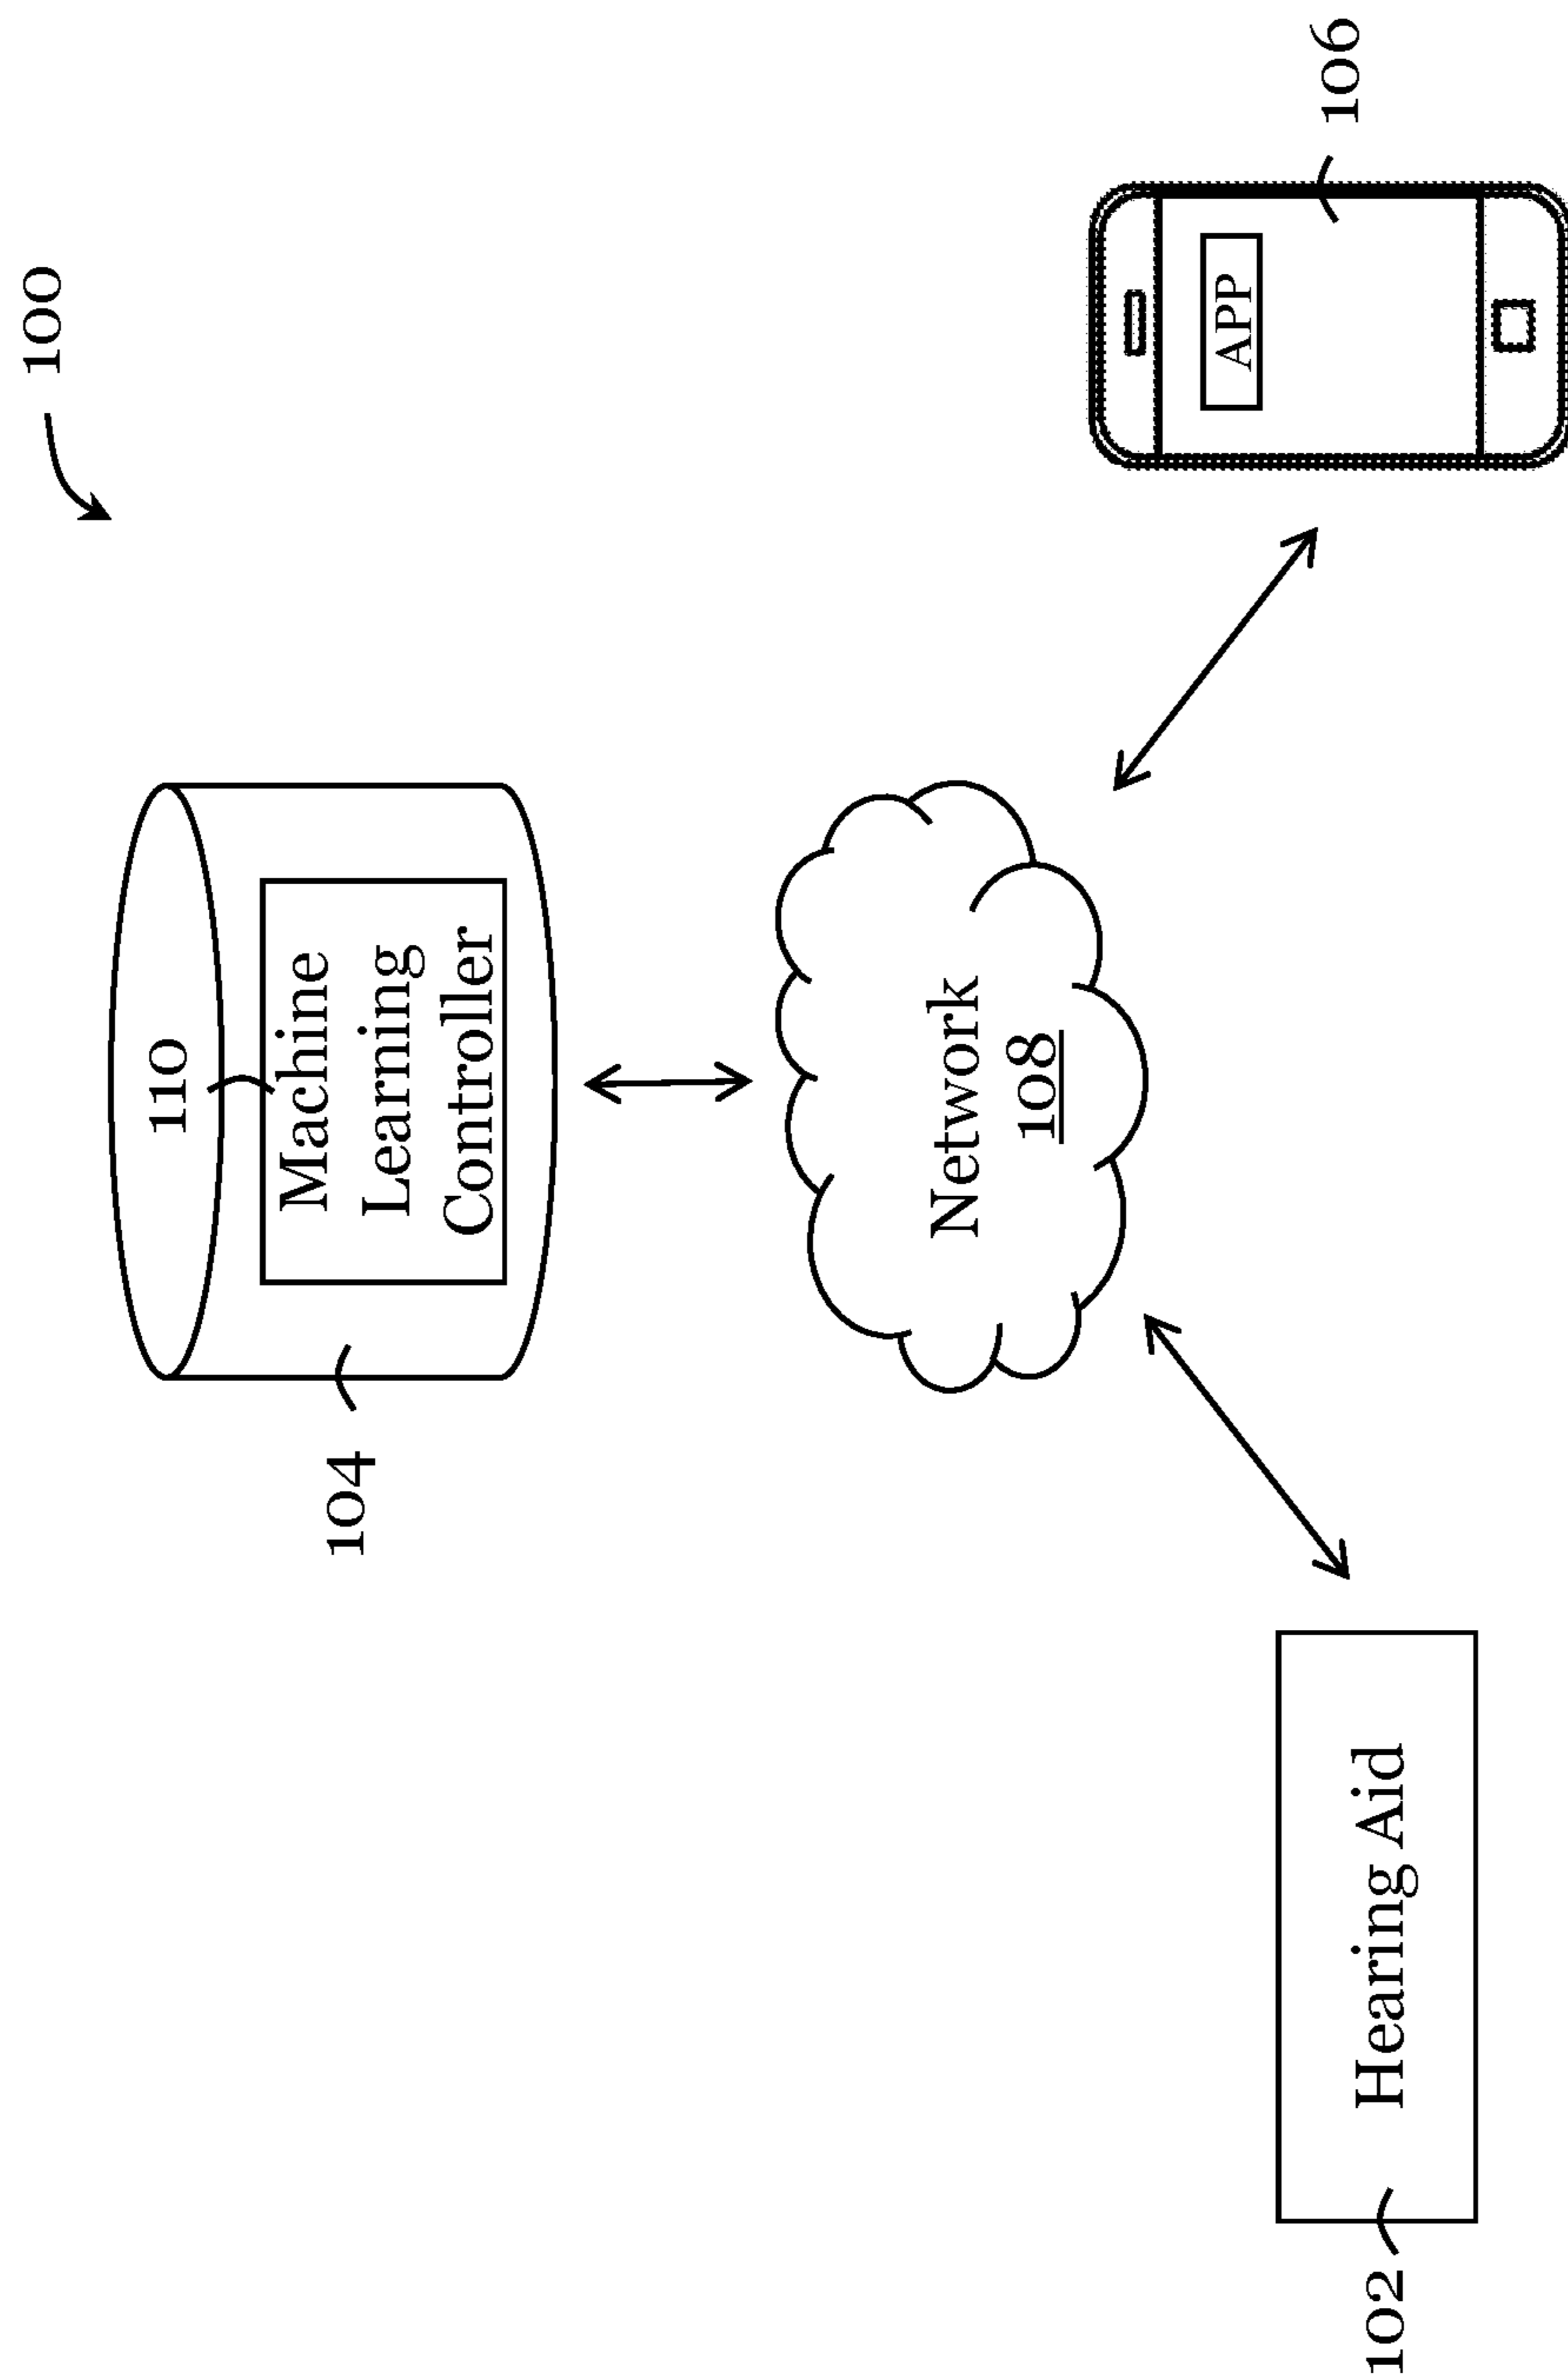 100
110
Machine
Learning
Controller
104
Network
108
106
APP
Hearing Aid
102